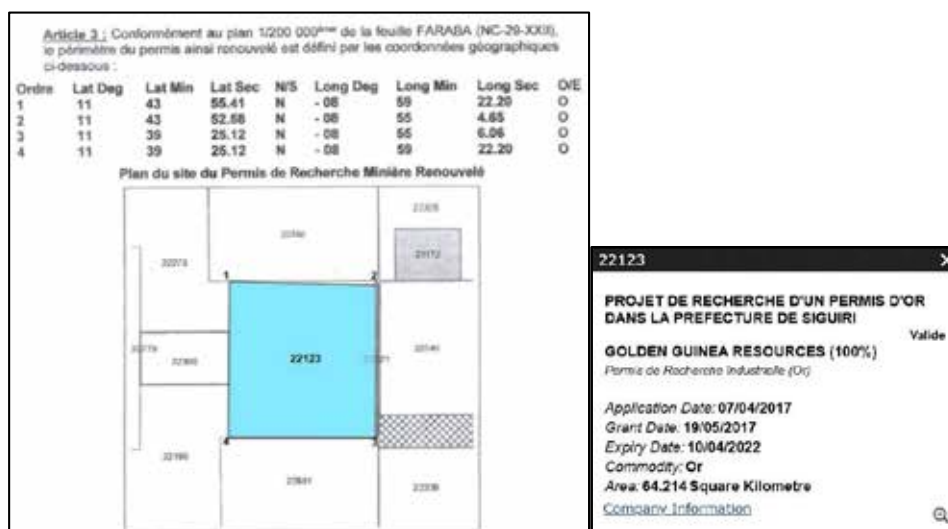 Article 3 : Conformément au plan 1/200 000ème de la feuille FARABA (NC-29-XXII),
le périmètre du permis ainsi renouvelé est défini par les coordonnées géographiques
ci-dessous :
Ordre Lat Deg Lat Min Lat Sec N/S Long Deg Long Min Long Sec O/E
1 11 43 55.41 N - 08 59 22.20 O
2 11 43 52.58 N - 08 55 4.65 O
3 11 39 25.12 N - 08 55 6.06 O
4 11 39 25.12 N - 08 59 22.20 O
Plan du site du Permis de Recherche Minière Renouvelé
22273
1
2
22123
4
3
22123 X
PROJET DE RECHERCHE D'UN PERMIS D'OR
DANS LA PREFECTURE DE SIGUIRI
Valide
GOLDEN GUINEA RESOURCES (100%)
Permis de Recherche Industrielle (Or)
Application Date: 07/04/2017
Grant Date: 19/05/2017
Expiry Date: 10/04/2022
Commodity: Or
Area: 64.214 Square Kilometre
Company Information